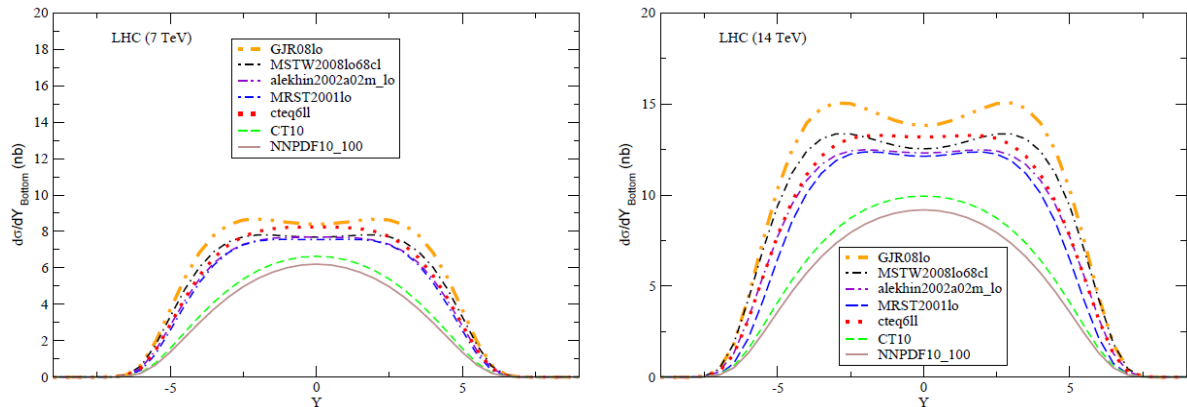 20
18
16
14
12
10
8
6
4
2
0
dσ/dY Bottom (nb)
LHC (7 TeV)
GJR08lo
MSTW2008lo68cl
alekhin2002a02m_lo
MRST2001lo
cteq6ll
CT10
NNPDF10_100
-5
0
5
Y
20
15
10
5
0
dσ/dY Bottom (nb)
LHC (14 TeV)
GJR08lo
MSTW2008lo68cl
alekhin2002a02m_lo
MRST2001lo
cteq6ll
CT10
NNPDF10_100
-5
0
5
Y